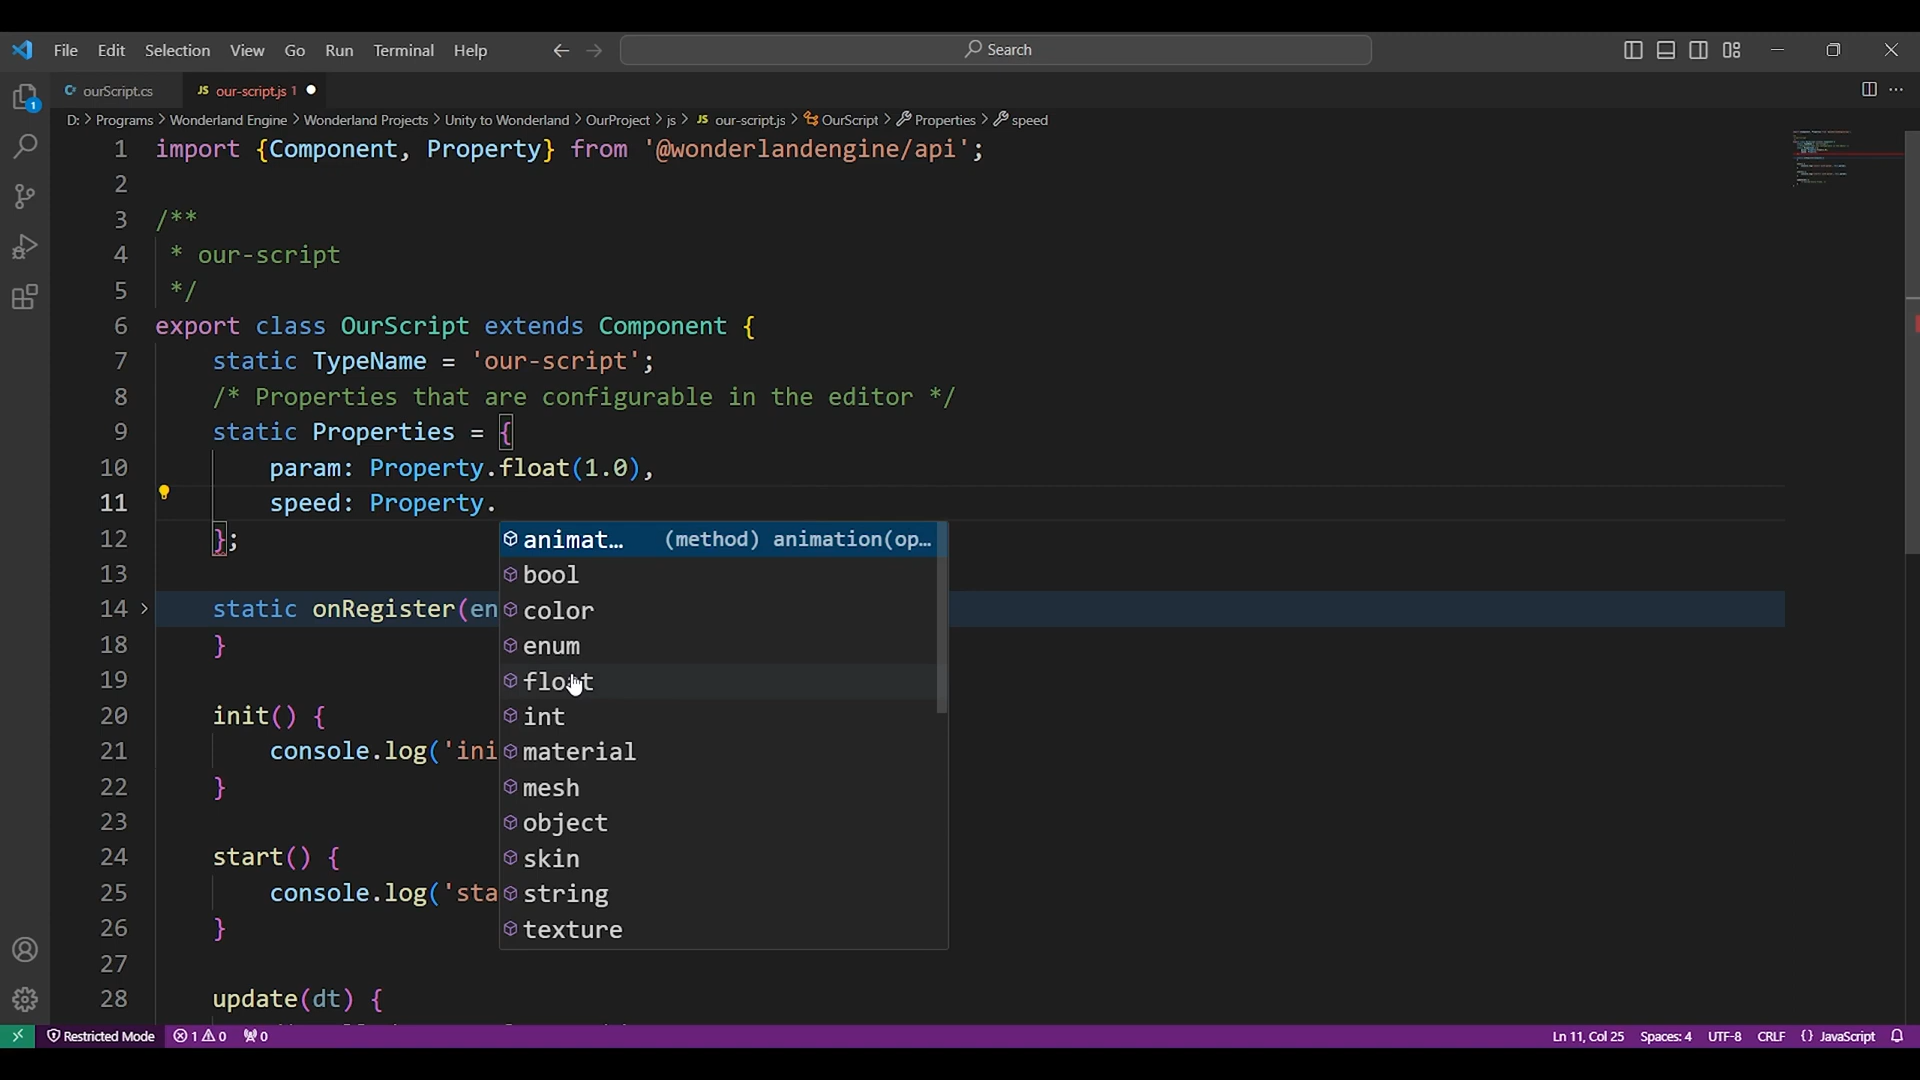 File Edit Selection View Go Run Terminal Help Search
ourScript.cs our-script.js 1
D: > Programs > Wonderland Engine > Wonderland Projects > Unity to Wonderland > OurProject > js > JS our-script.js > OurScript > Properties > speed
1 import {Component, Property} from '@wonderlandengine/api';
2
3 /**
4 * our-script
5 */
6 export class OurScript extends Component {
7 static TypeName = 'our-script';
8 /* Properties that are configurable in the editor */
9 static Properties = {
10 param: Property.float(1.0),
11 speed: Property.
12 };
animat... (method) animation(op...
13
bool
14 static onRegister(en
color
18 }
enum
19
float
20 init() {
int
21 console.log('ini
material
22 }
mesh
23
object
24 start() {
skin
25 console.log('sta
string
26 }
texture
27
28 update(dt) {
Restricted Mode 1 0 0 Ln 11, Col 25 Spaces: 4 UTF-8 CRLF {} JavaScript